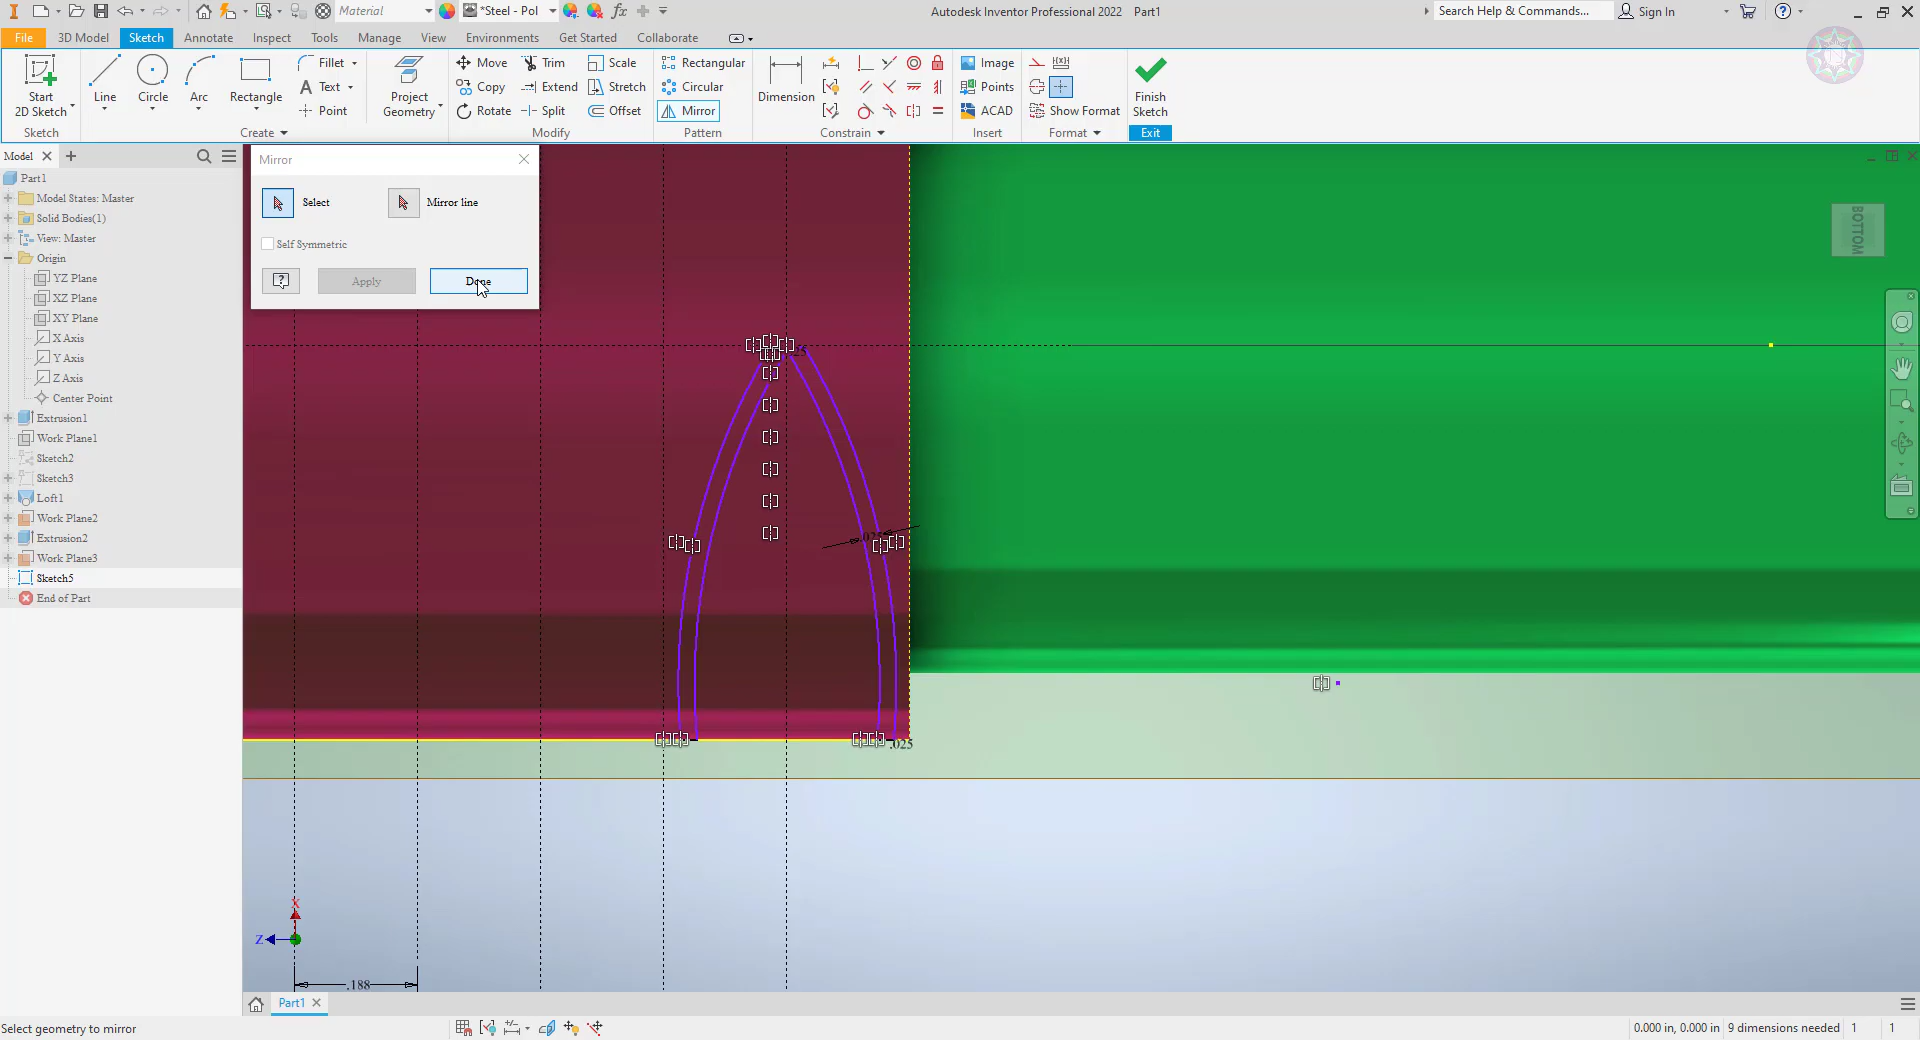 Material
*Steel - Pol
Autodesk Inventor Professional 2022 Part1
Search Help & Commands...
Sign In
File
3D Model
Sketch
Annotate
Inspect
Tools
Manage
View
Environments
Get Started
Collaborate
Start
2D Sketch
Line
Circle
Arc
Rectangle
Fillet
Text
Point
Project
Geometry
Move
Copy
Rotate
Trim
Extend
Split
Scale
Stretch
Offset
Rectangular
Circular
Mirror
Dimension
Image
Points
ACAD
Show Format
Finish
Sketch
Sketch
Create
Modify
Pattern
Constrain
Insert
Format
Exit
Model
Part1
Model States: Master
Solid Bodies(1)
View: Master
Origin
YZ Plane
XZ Plane
XY Plane
X Axis
Y Axis
Z Axis
Center Point
Extrusion1
Work Plane1
Sketch2
Sketch3
Loft1
Work Plane2
Extrusion2
Work Plane3
Sketch5
End of Part
Mirror
Select
Mirror line
Self Symmetric
Apply
Done
BOTTOM
.025
X
Z
.188
Part1
Select geometry to mirror
0.000 in, 0.000 in
9 dimensions needed
1
1